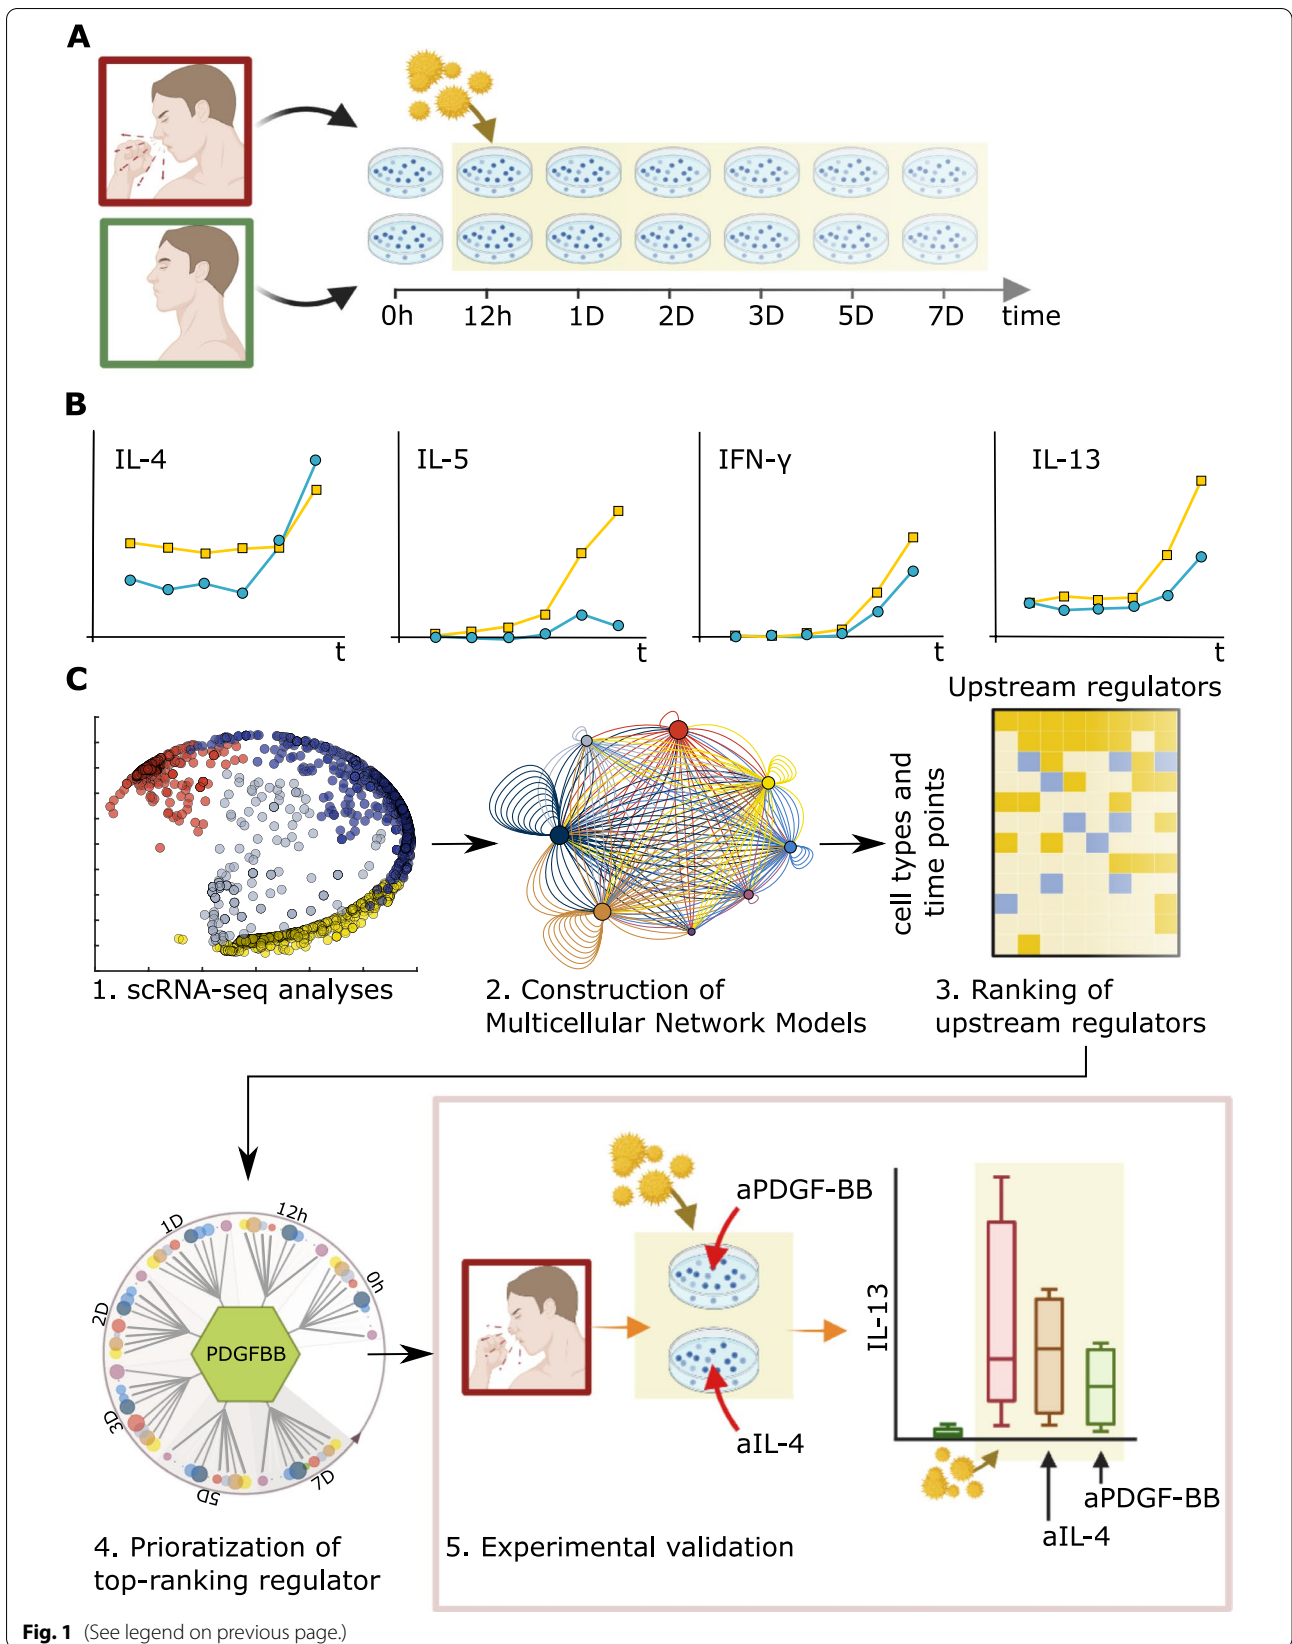 A
0h 12h 1D 2D 3D 5D 7D time
B
IL-4 IL-5 IFN-γ IL-13
t t t t
C
Upstream regulators
cell types and
time points
1. scRNA-seq analyses
2. Construction of
Multicellular Network Models
3. Ranking of
upstream regulators
12h
1D
0h
2D
PDGFBB
3D
5D
7D
aPDGF-BB
aIL-4
IL-13
aPDGF-BB
aIL-4
4. Prioratization of
top-ranking regulator
5. Experimental validation
Fig. 1 (See legend on previous page.)